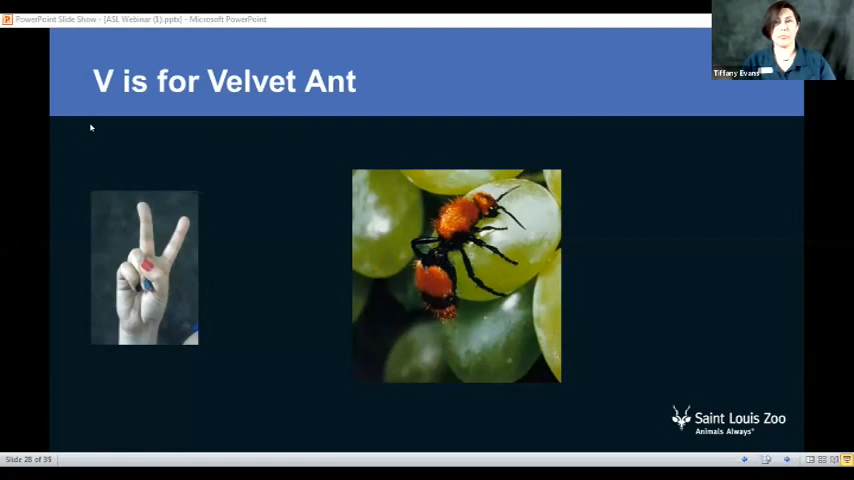 PowerPoint Slide Show - [ASL Webinar (1).pptx] - Microsoft PowerPoint
V is for Velvet Ant
Tiffany Evans
Saint Louis Zoo
Animals Always®
Slide 28 of 35